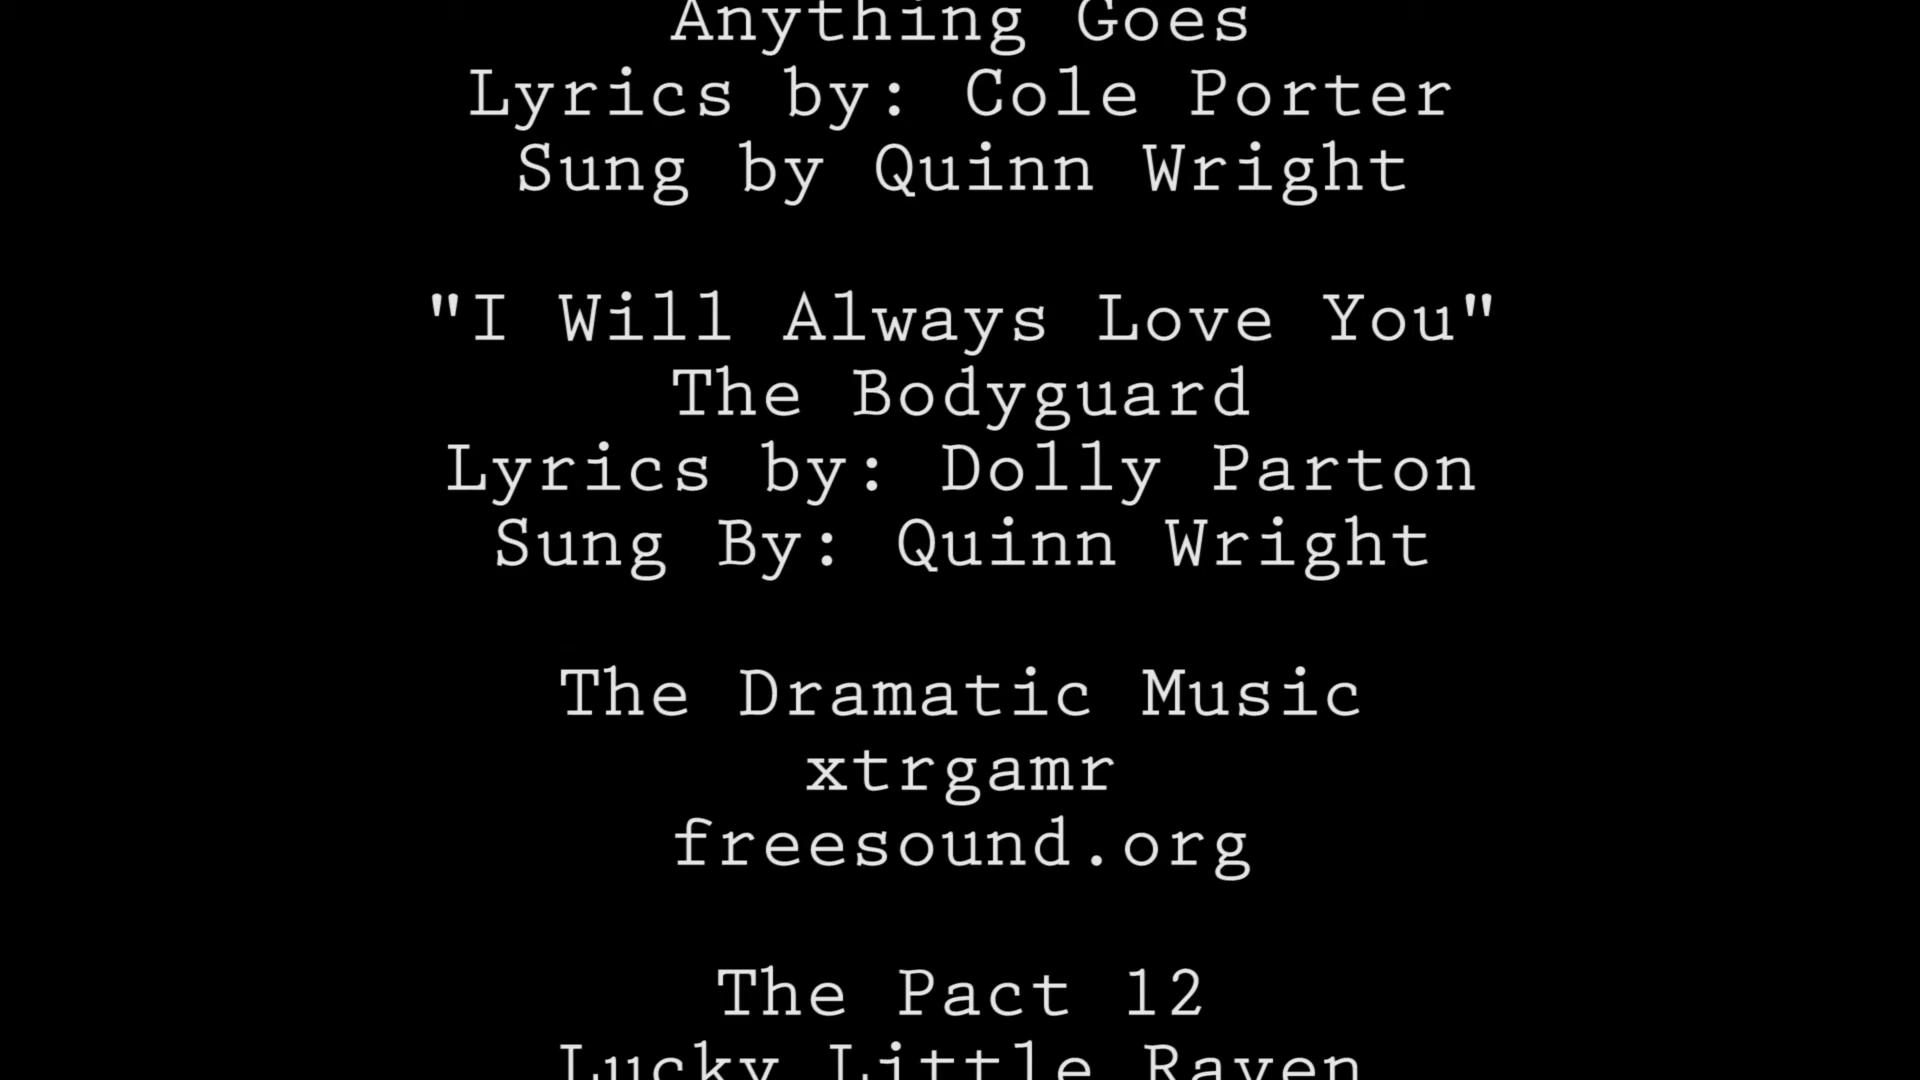 Anything Goes
Lyrics by: Cole Porter
Sung by Quinn Wright
"I Will Always Love You"
The Bodyguard
Lyrics by: Dolly Parton
Sung By: Quinn Wright
The Dramatic Music
xtrgamr
freesound.org
The Pact 12
Lucky Little Raven